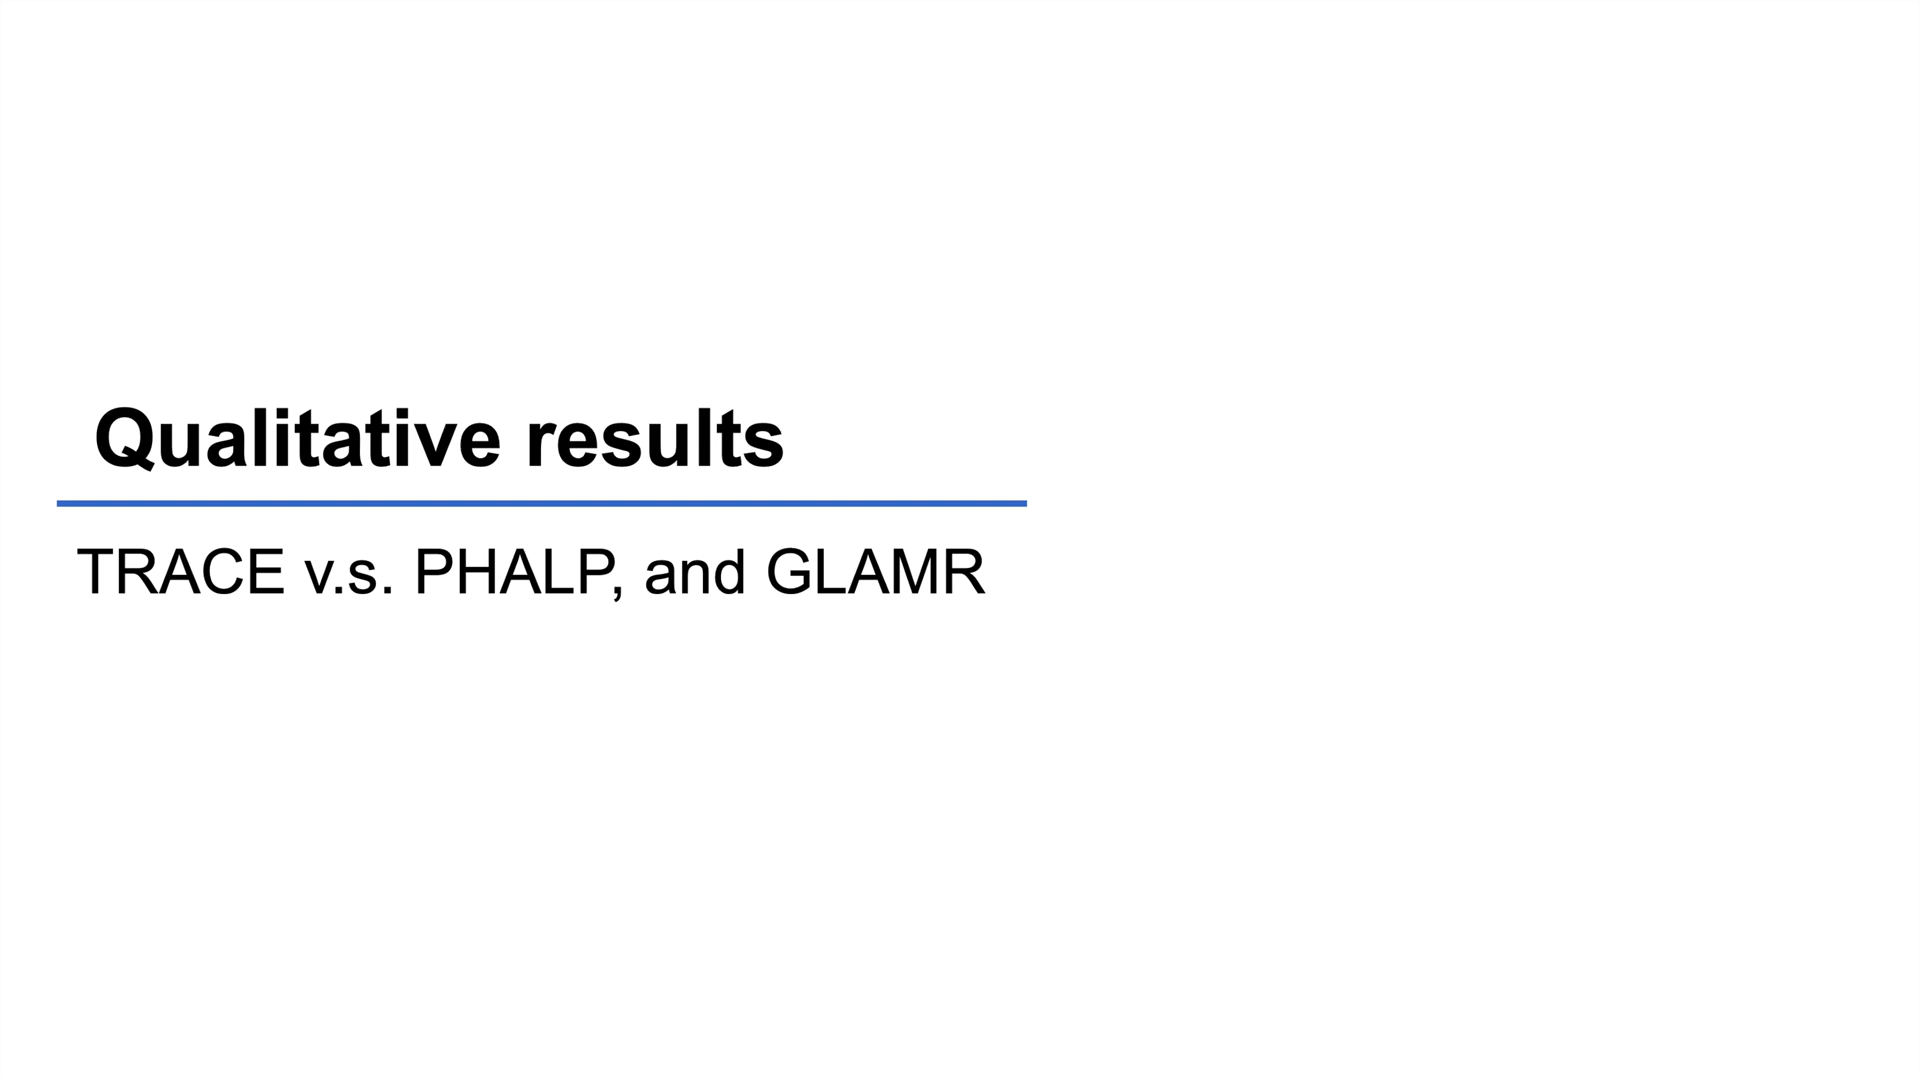 Qualitative results
TRACE v.s. PHALP, and GLAMR